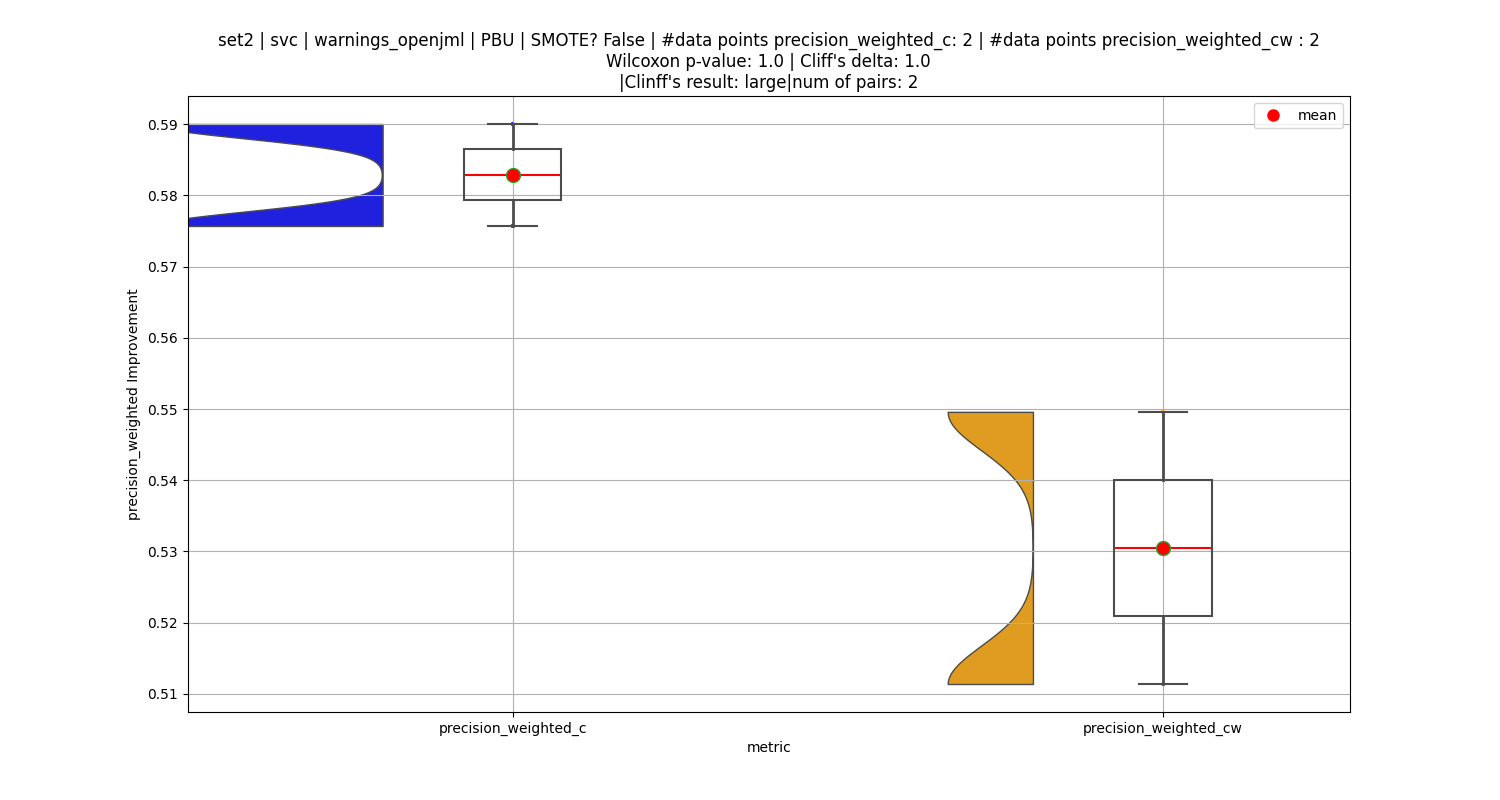 set2 | svc | warnings_openjml | PBU | SMOTE? False | #data points precision_weighted_c: 2 | #data points precision_weighted_cw : 2
Wilcoxon p-value: 1.0 | Cliff's delta: 1.0
|Clinff's result: large|num of pairs: 2
mean
0.59
0.58
0.57
0.56
0.55
0.54
0.53
0.52
0.51
precision_weighted Improvement
precision_weighted_c
precision_weighted_cw
metric